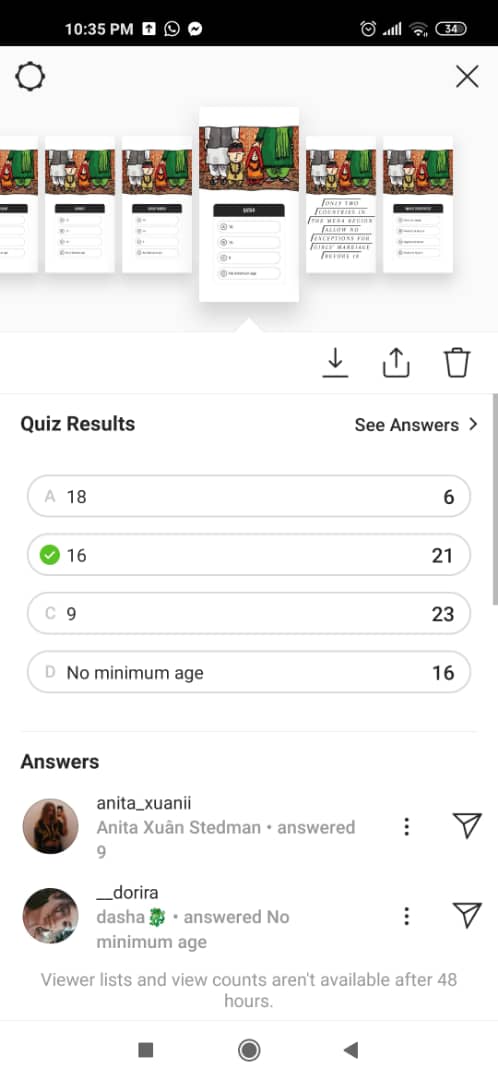 10:35 PM
34
QATAR
16
9
No minimum age
ONLY TWO
COUNTRIES IN
THE MENA REGION
ALLOW NO
EXCEPTIONS FOR
GIRLS' MARRIAGE
BEFORE 18
Quiz Results
See Answers
A 18 6
16 21
C 9 23
D No minimum age 16
Answers
anita_xuanii
Anita Xuân Stedman • answered
9
__dorira
dasha🐉 • answered No
minimum age
Viewer lists and view counts aren't available after 48
hours.